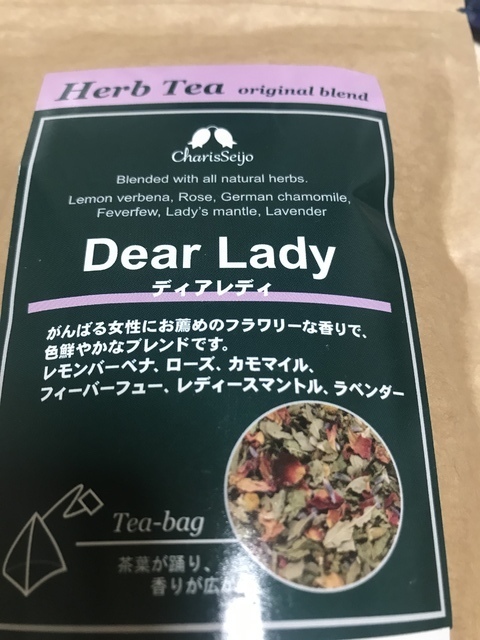 Herb Tea original blend
CharisSeijo
Blended with all natural herbs.
Lemon verbena, Rose, German chamomile,
Feverfew, Lady's mantle, Lavender
Dear Lady
ディアレディ
がんばる女性にお薦めのフラワリーな香りで、
色鮮やかなブレンドです。
レモンバーベナ、ローズ、カモマイル、
フィーバーフュー、レディースマントル、ラベンダー
Tea-bag
茶葉が踊り、
香りが広が